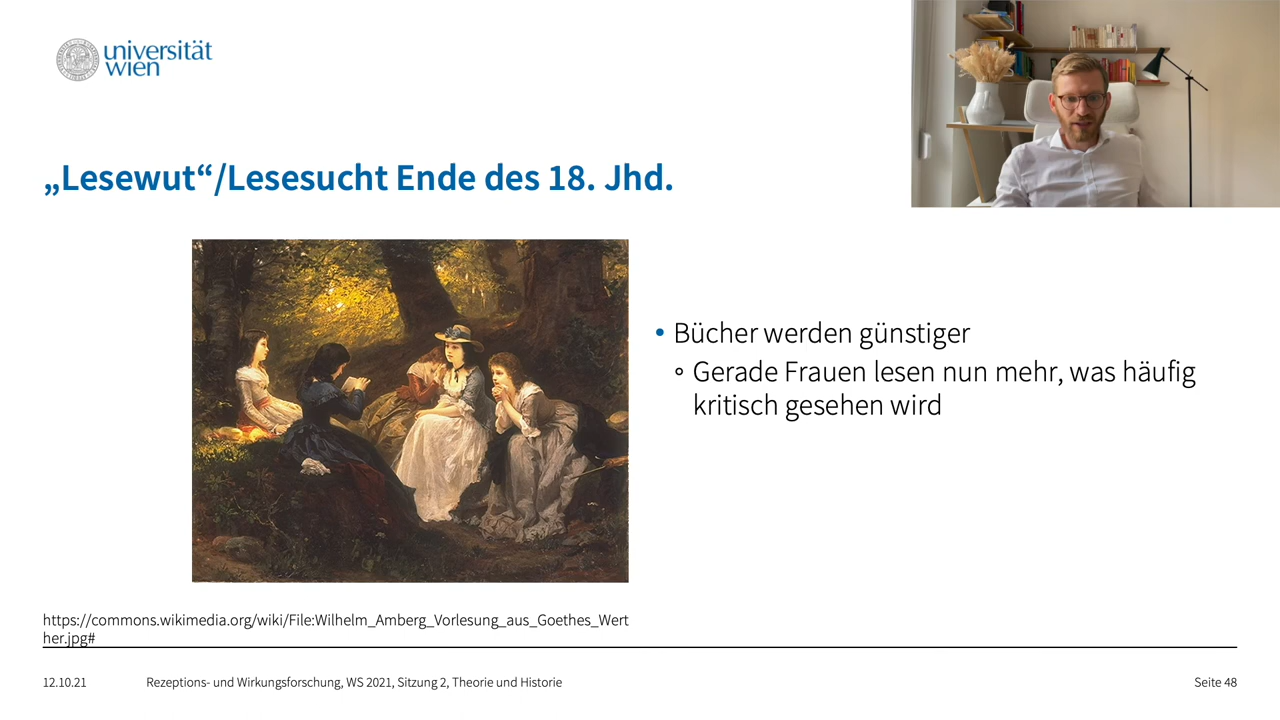 universität
wien
„Lesewut“/Lesesucht Ende des 18. Jhd.
• Bücher werden günstiger
◦ Gerade Frauen lesen nun mehr, was häufig
kritisch gesehen wird
https://commons.wikimedia.org/wiki/File:Wilhelm_Amberg_Vorlesung_aus_Goethes_Wert
her.jpg#
12.10.21
Rezeptions- und Wirkungsforschung, WS 2021, Sitzung 2, Theorie und Historie
Seite 48